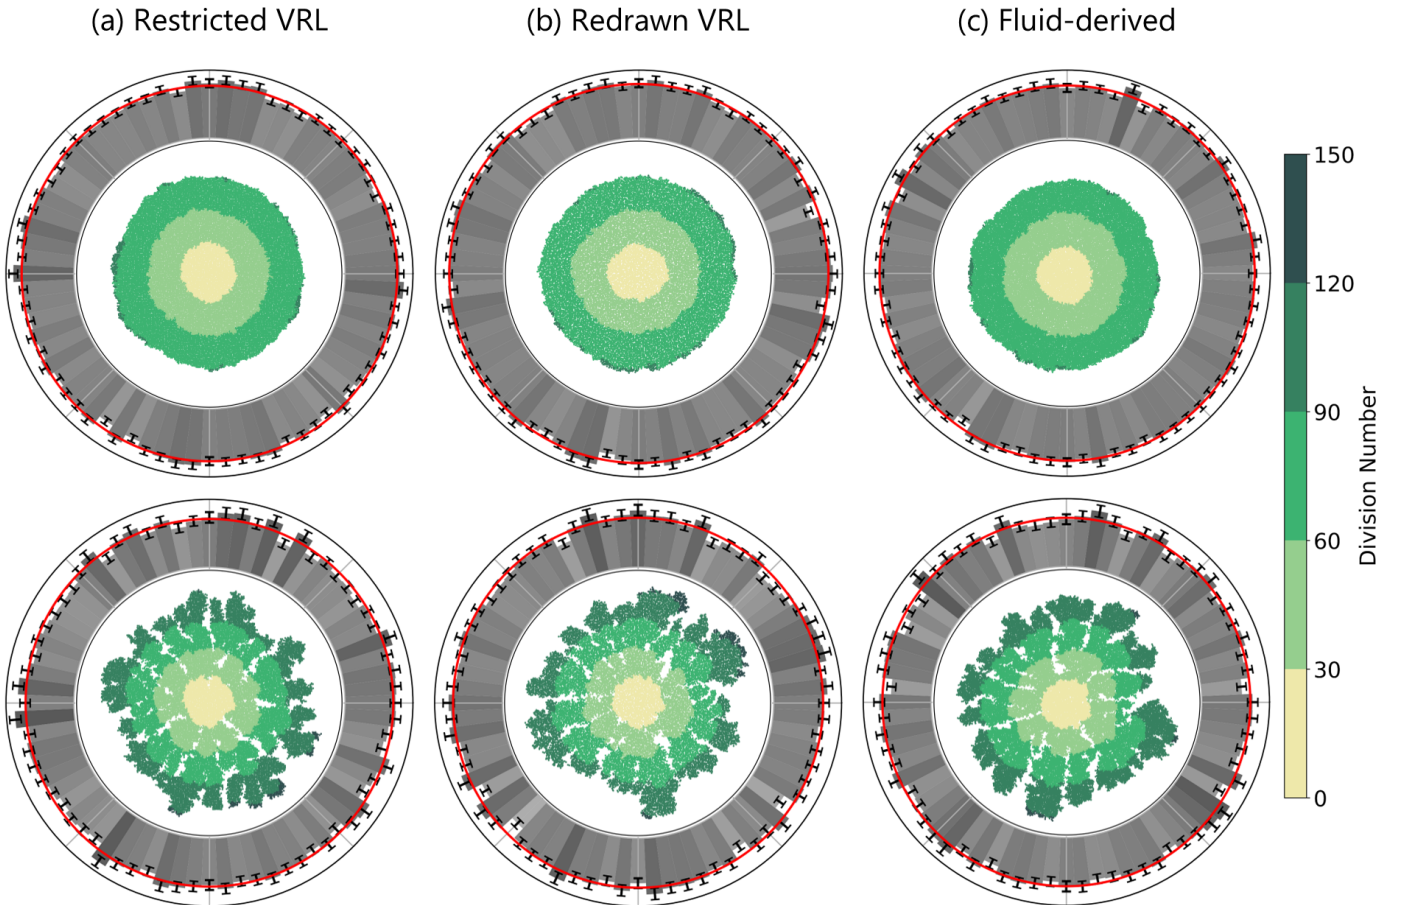 (a) Restricted VRL
(b) Redrawn VRL
(c) Fluid-derived
150
120
90
60
30
0
Division Number